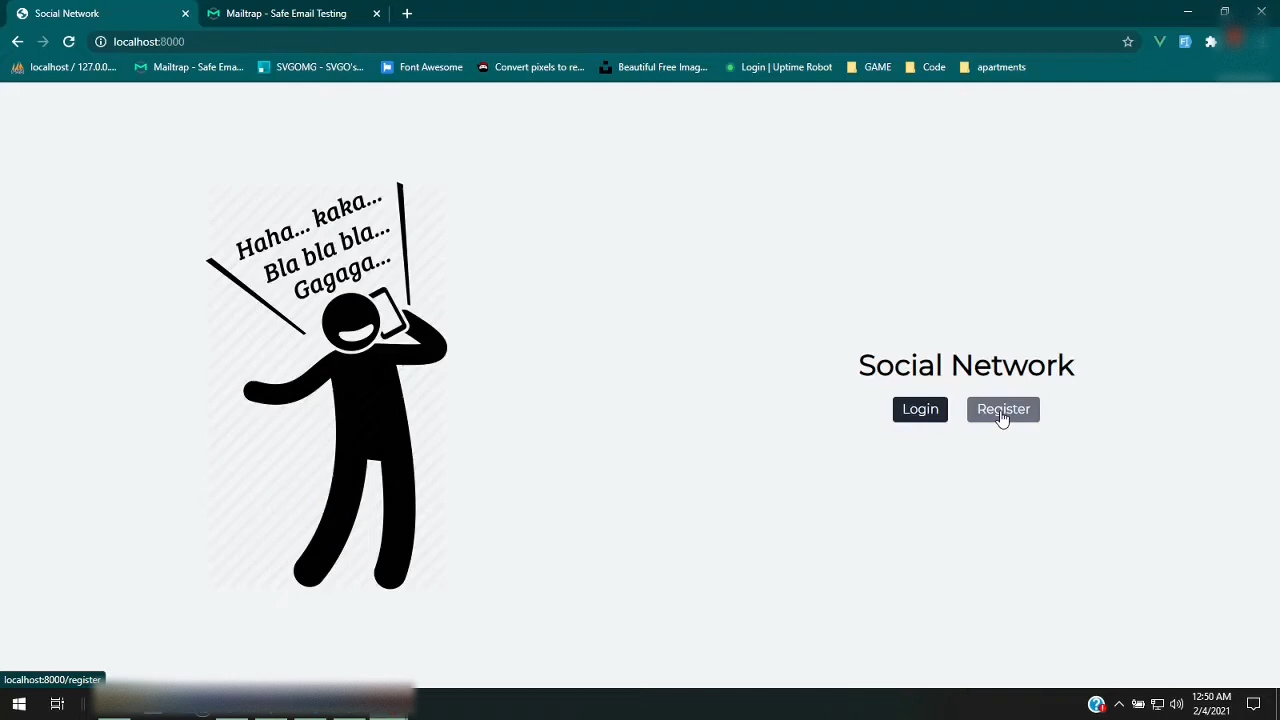 Social Network
Mailtrap - Safe Email Testing
localhost:8000
localhost / 127.0.0....
Mailtrap - Safe Ema...
SVGOMG - SVGO's...
Font Awesome
Convert pixels to re...
Beautiful Free Imag...
Login | Uptime Robot
GAME
Code
apartments
Haha... kaka...
Bla bla bla...
Gagaga...
Social Network
Login
Register
localhost:8000/register
12:50 AM
2/4/2021